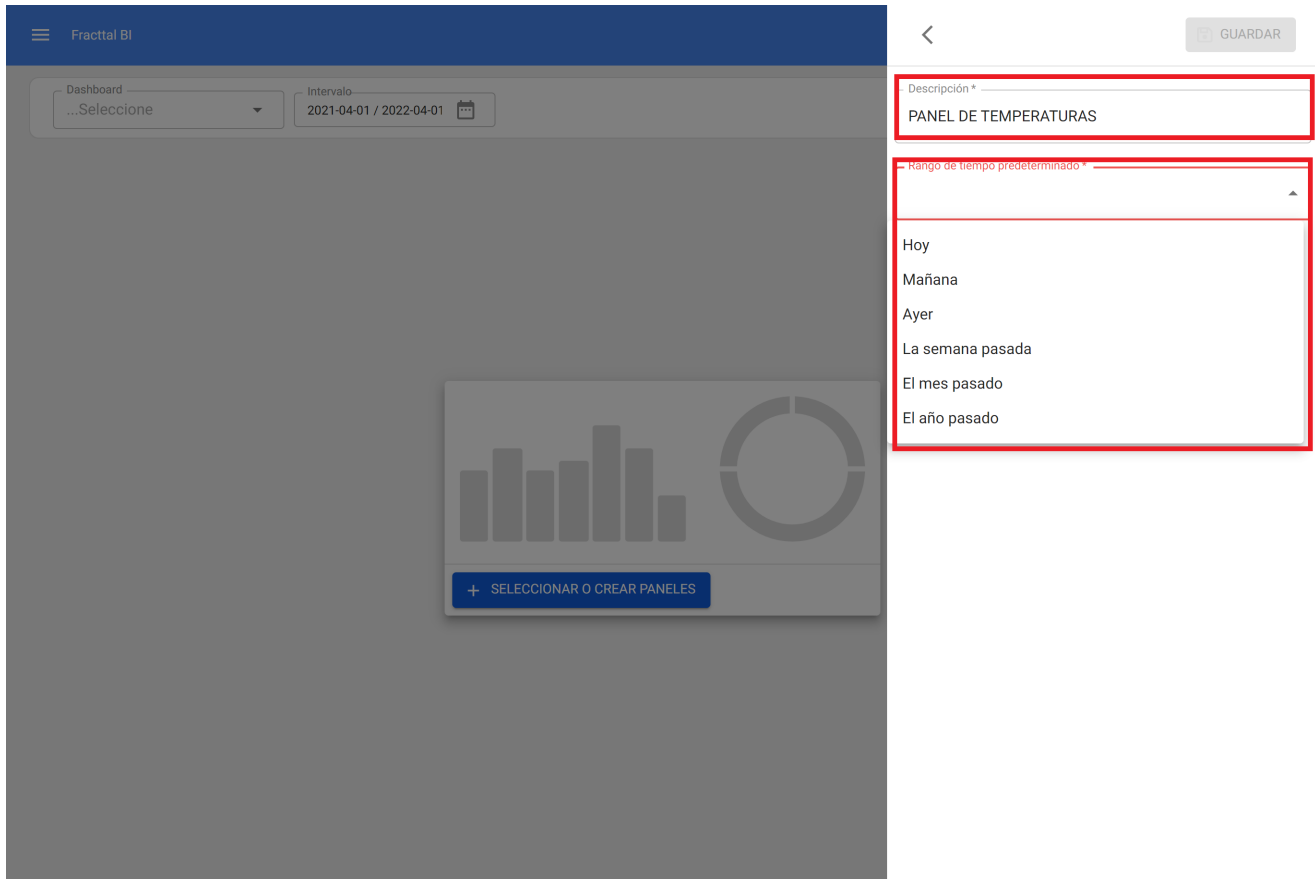 Fracttal BI
GUARDAR
Dashboard
...Seleccione
Intervalo
2021-04-01 / 2022-04-01
Descripción *
PANEL DE TEMPERATURAS
Rango de tiempo predeterminado *
Hoy
Mañana
Ayer
La semana pasada
El mes pasado
El año pasado
+ SELECCIONAR O CREAR PANELES